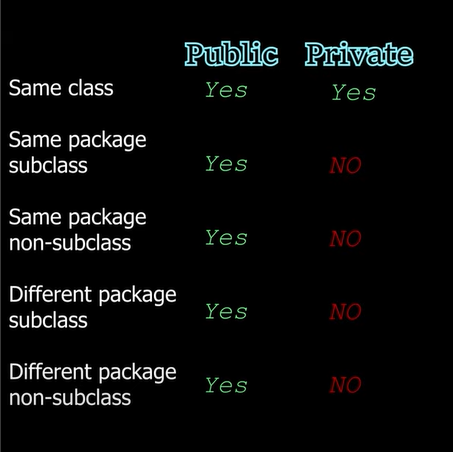 Public Private
Same class Yes Yes
Same package
subclass Yes NO
Same package
non-subclass Yes NO
Different package
subclass Yes NO
Different package
non-subclass Yes NO